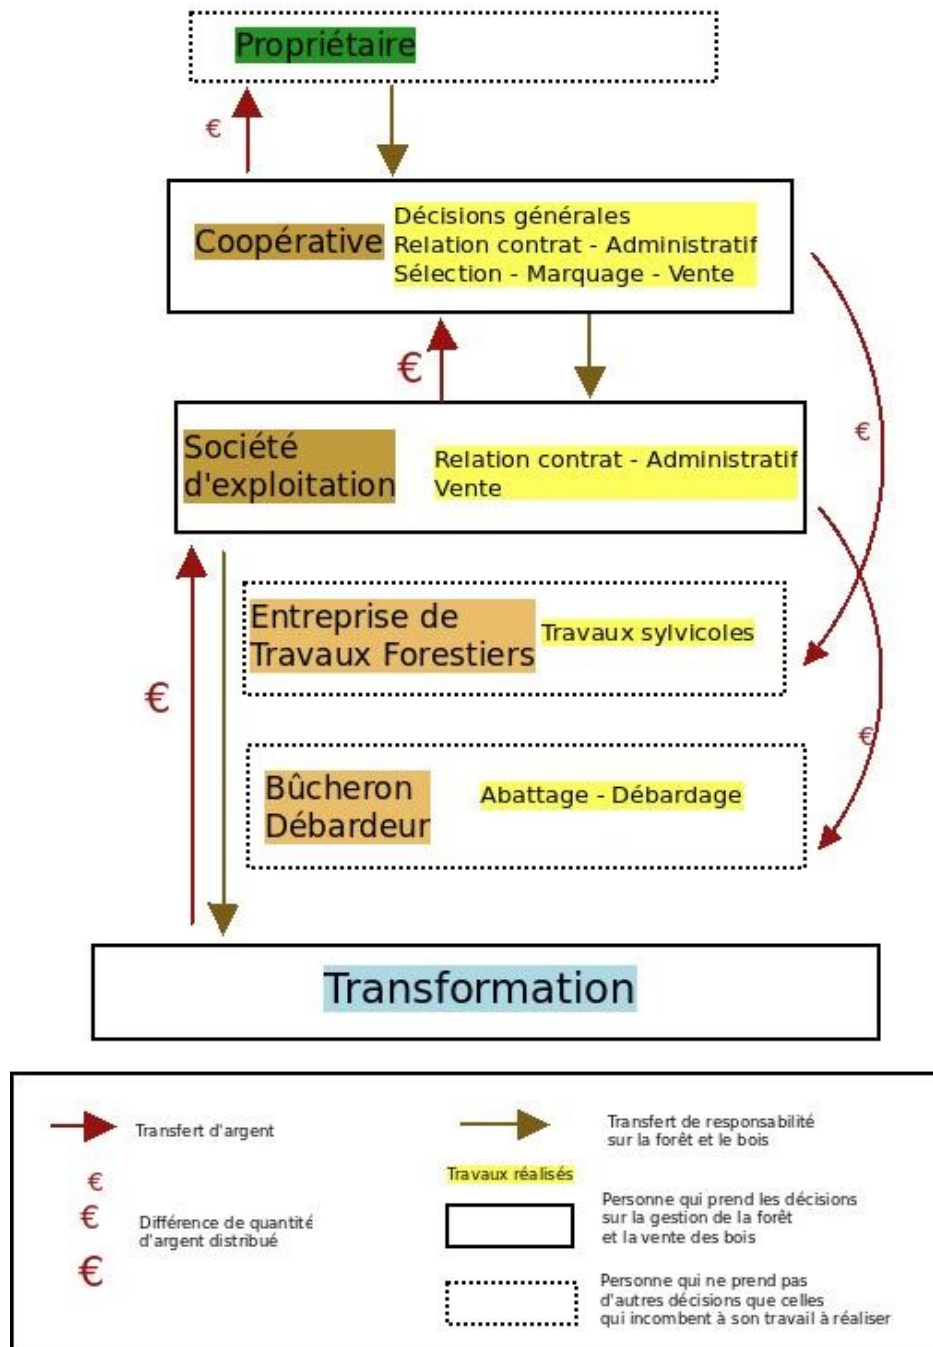 Propriétaire
€
Coopérative
Décisions générales
Relation contrat - Administratif
Sélection - Marquage - Vente
€
€
Société
d'exploitation
Relation contrat - Administratif
Vente
Entreprise de
Travaux Forestiers
Travaux sylvicoles
€
€
Bûcheron
Débardeur
Abattage - Débardage
Transformation
Transfert d'argent
€
€
€
Différence de quantité
d'argent distribué
Transfert de responsabilité
sur la forêt et le bois
Travaux réalisés
Personne qui prend les décisions
sur la gestion de la forêt
et la vente des bois
Personne qui ne prend pas
d'autres décisions que celles
qui incombent à son travail à réaliser